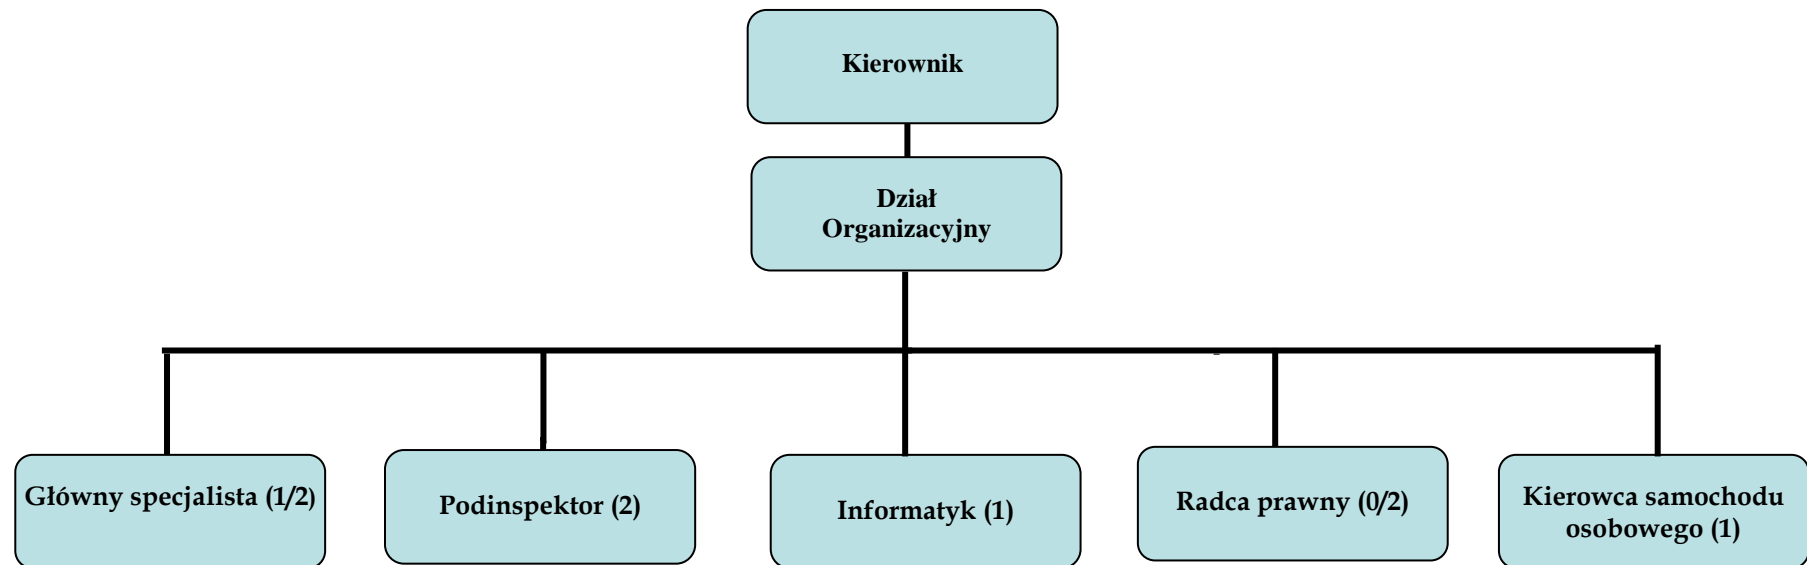 Kierownik
Dział
Organizacyjny
Główny specjalista (1/2)
Podinspektor (2)
Informatyk (1)
Radca prawny (0/2)
Kierowca samochodu
osobowego (1)